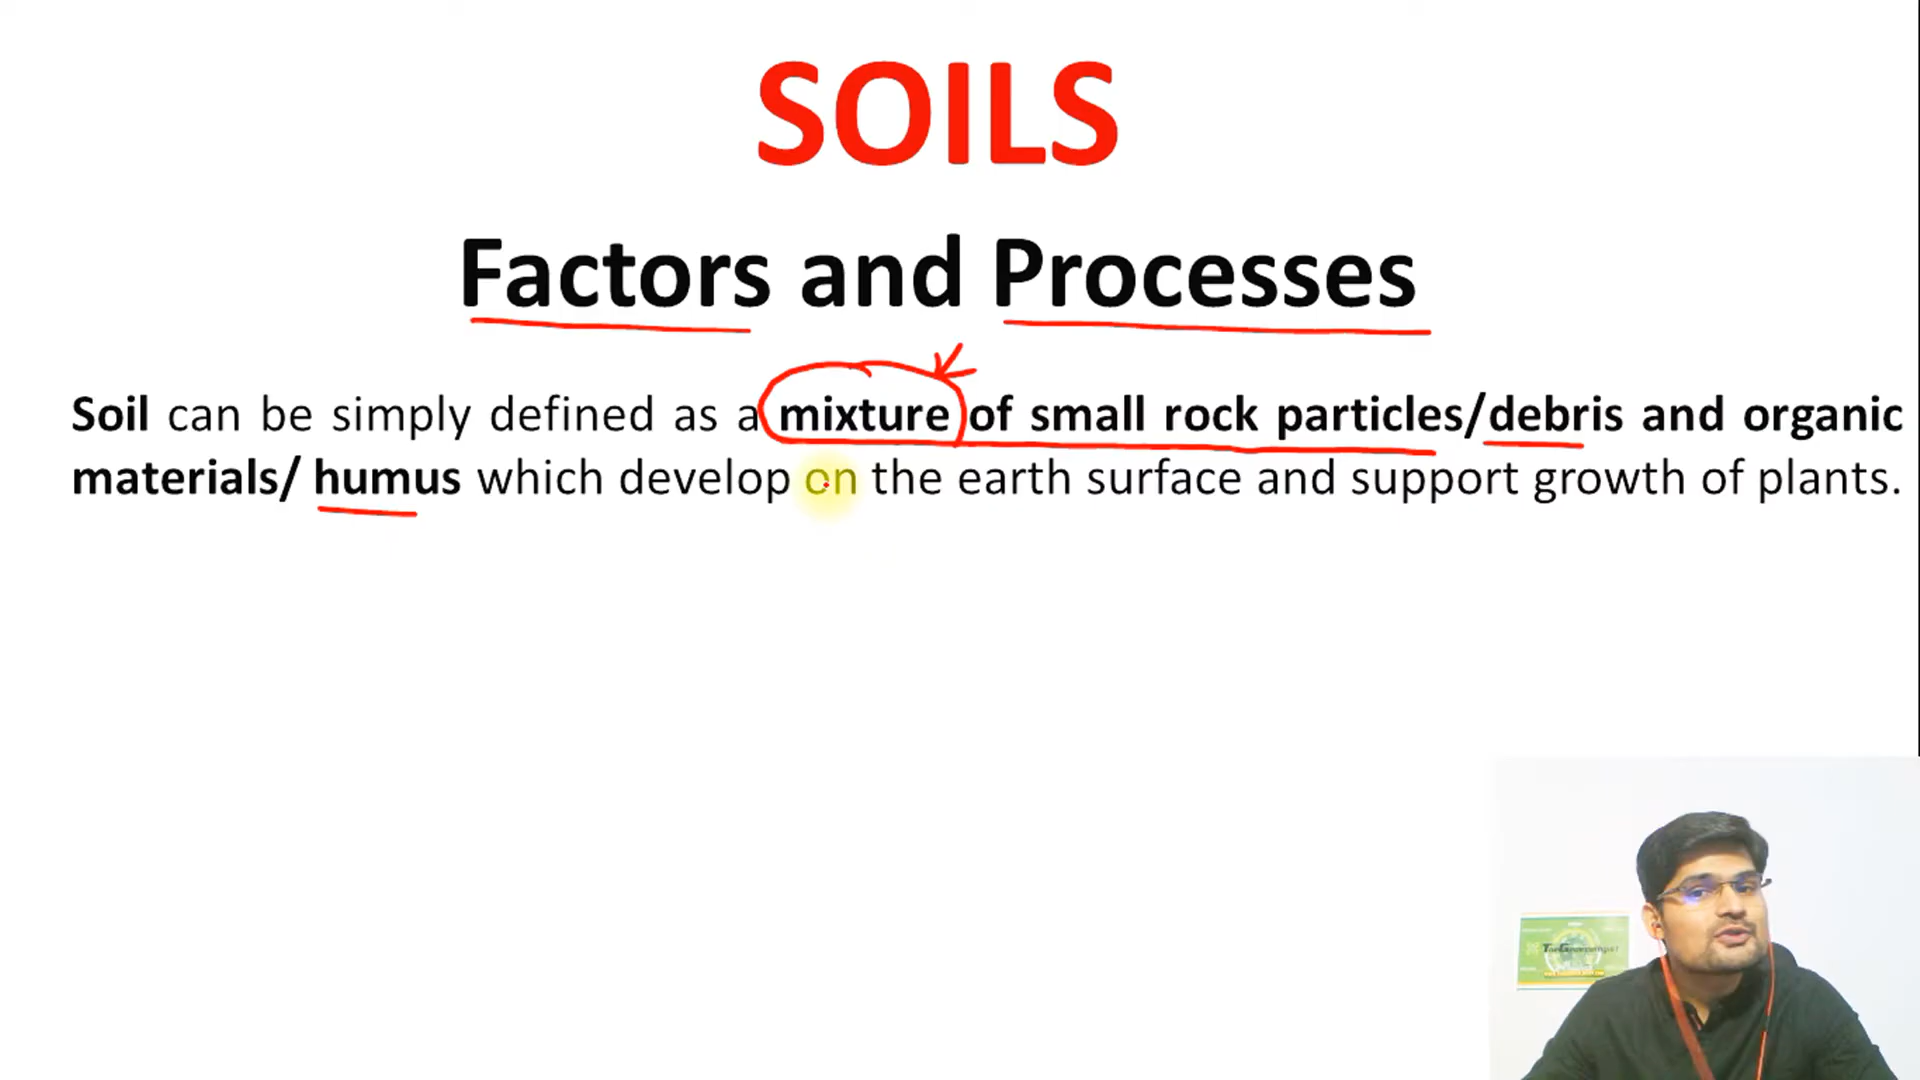 SOILS
Factors and Processes
Soil can be simply defined as a mixture of small rock particles/debris and organic
materials/ humus which develop on the earth surface and support growth of plants.